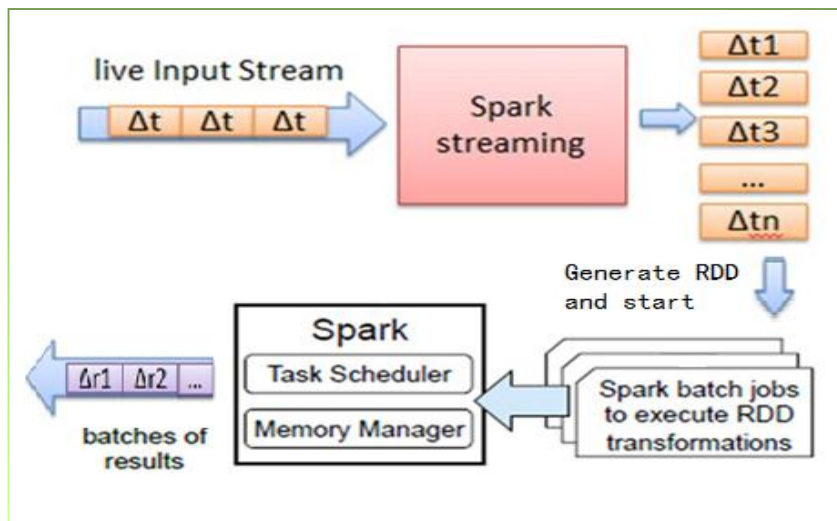 live Input Stream
Δt Δt Δt
Spark
streaming
Δt1
Δt2
Δt3
...
Δtn
Generate RDD
and start
Spark batch jobs
to execute RDD
transformations
Spark
Task Scheduler
Memory Manager
Δr1 Δr2 ...
batches of
results